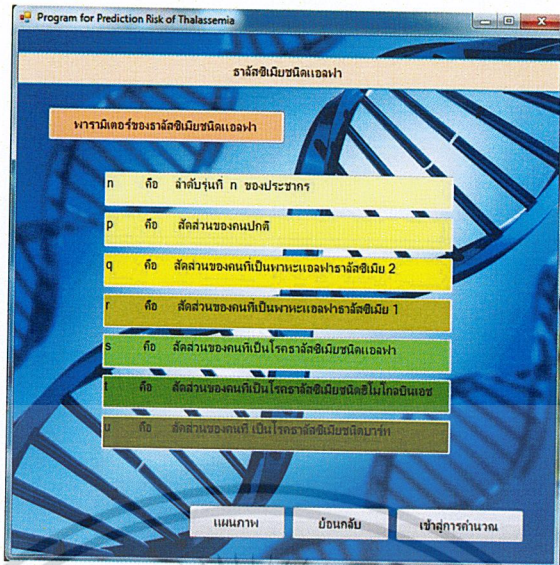 Program for Prediction Risk of Thalassemia
ธาลัสซีเมียชนิดแอลฟา
พารามิเตอร์ของธาลัสซีเมียชนิดแอลฟา
n คือ ลำดับรุ่นที่ n ของประชากร
p คือ สัดส่วนของคนปกติ
q คือ สัดส่วนของคนที่เป็นพาหะแอลฟาธาลัสซีเมีย 2
r คือ สัดส่วนของคนที่เป็นพาหะแอลฟาธาลัสซีเมีย 1
s คือ สัดส่วนของคนที่เป็นโรคธาลัสซีเมียชนิดแอลฟา
t คือ สัดส่วนของคนที่เป็นโรคธาลัสซีเมียชนิดฮีโมโกลบินเอช
u คือ สัดส่วนของคนที่ เป็นโรคธาลัสซีเมียชนิดบาร์ท
แผนภาพ ย้อนกลับ เข้าสู่การคำนวณ